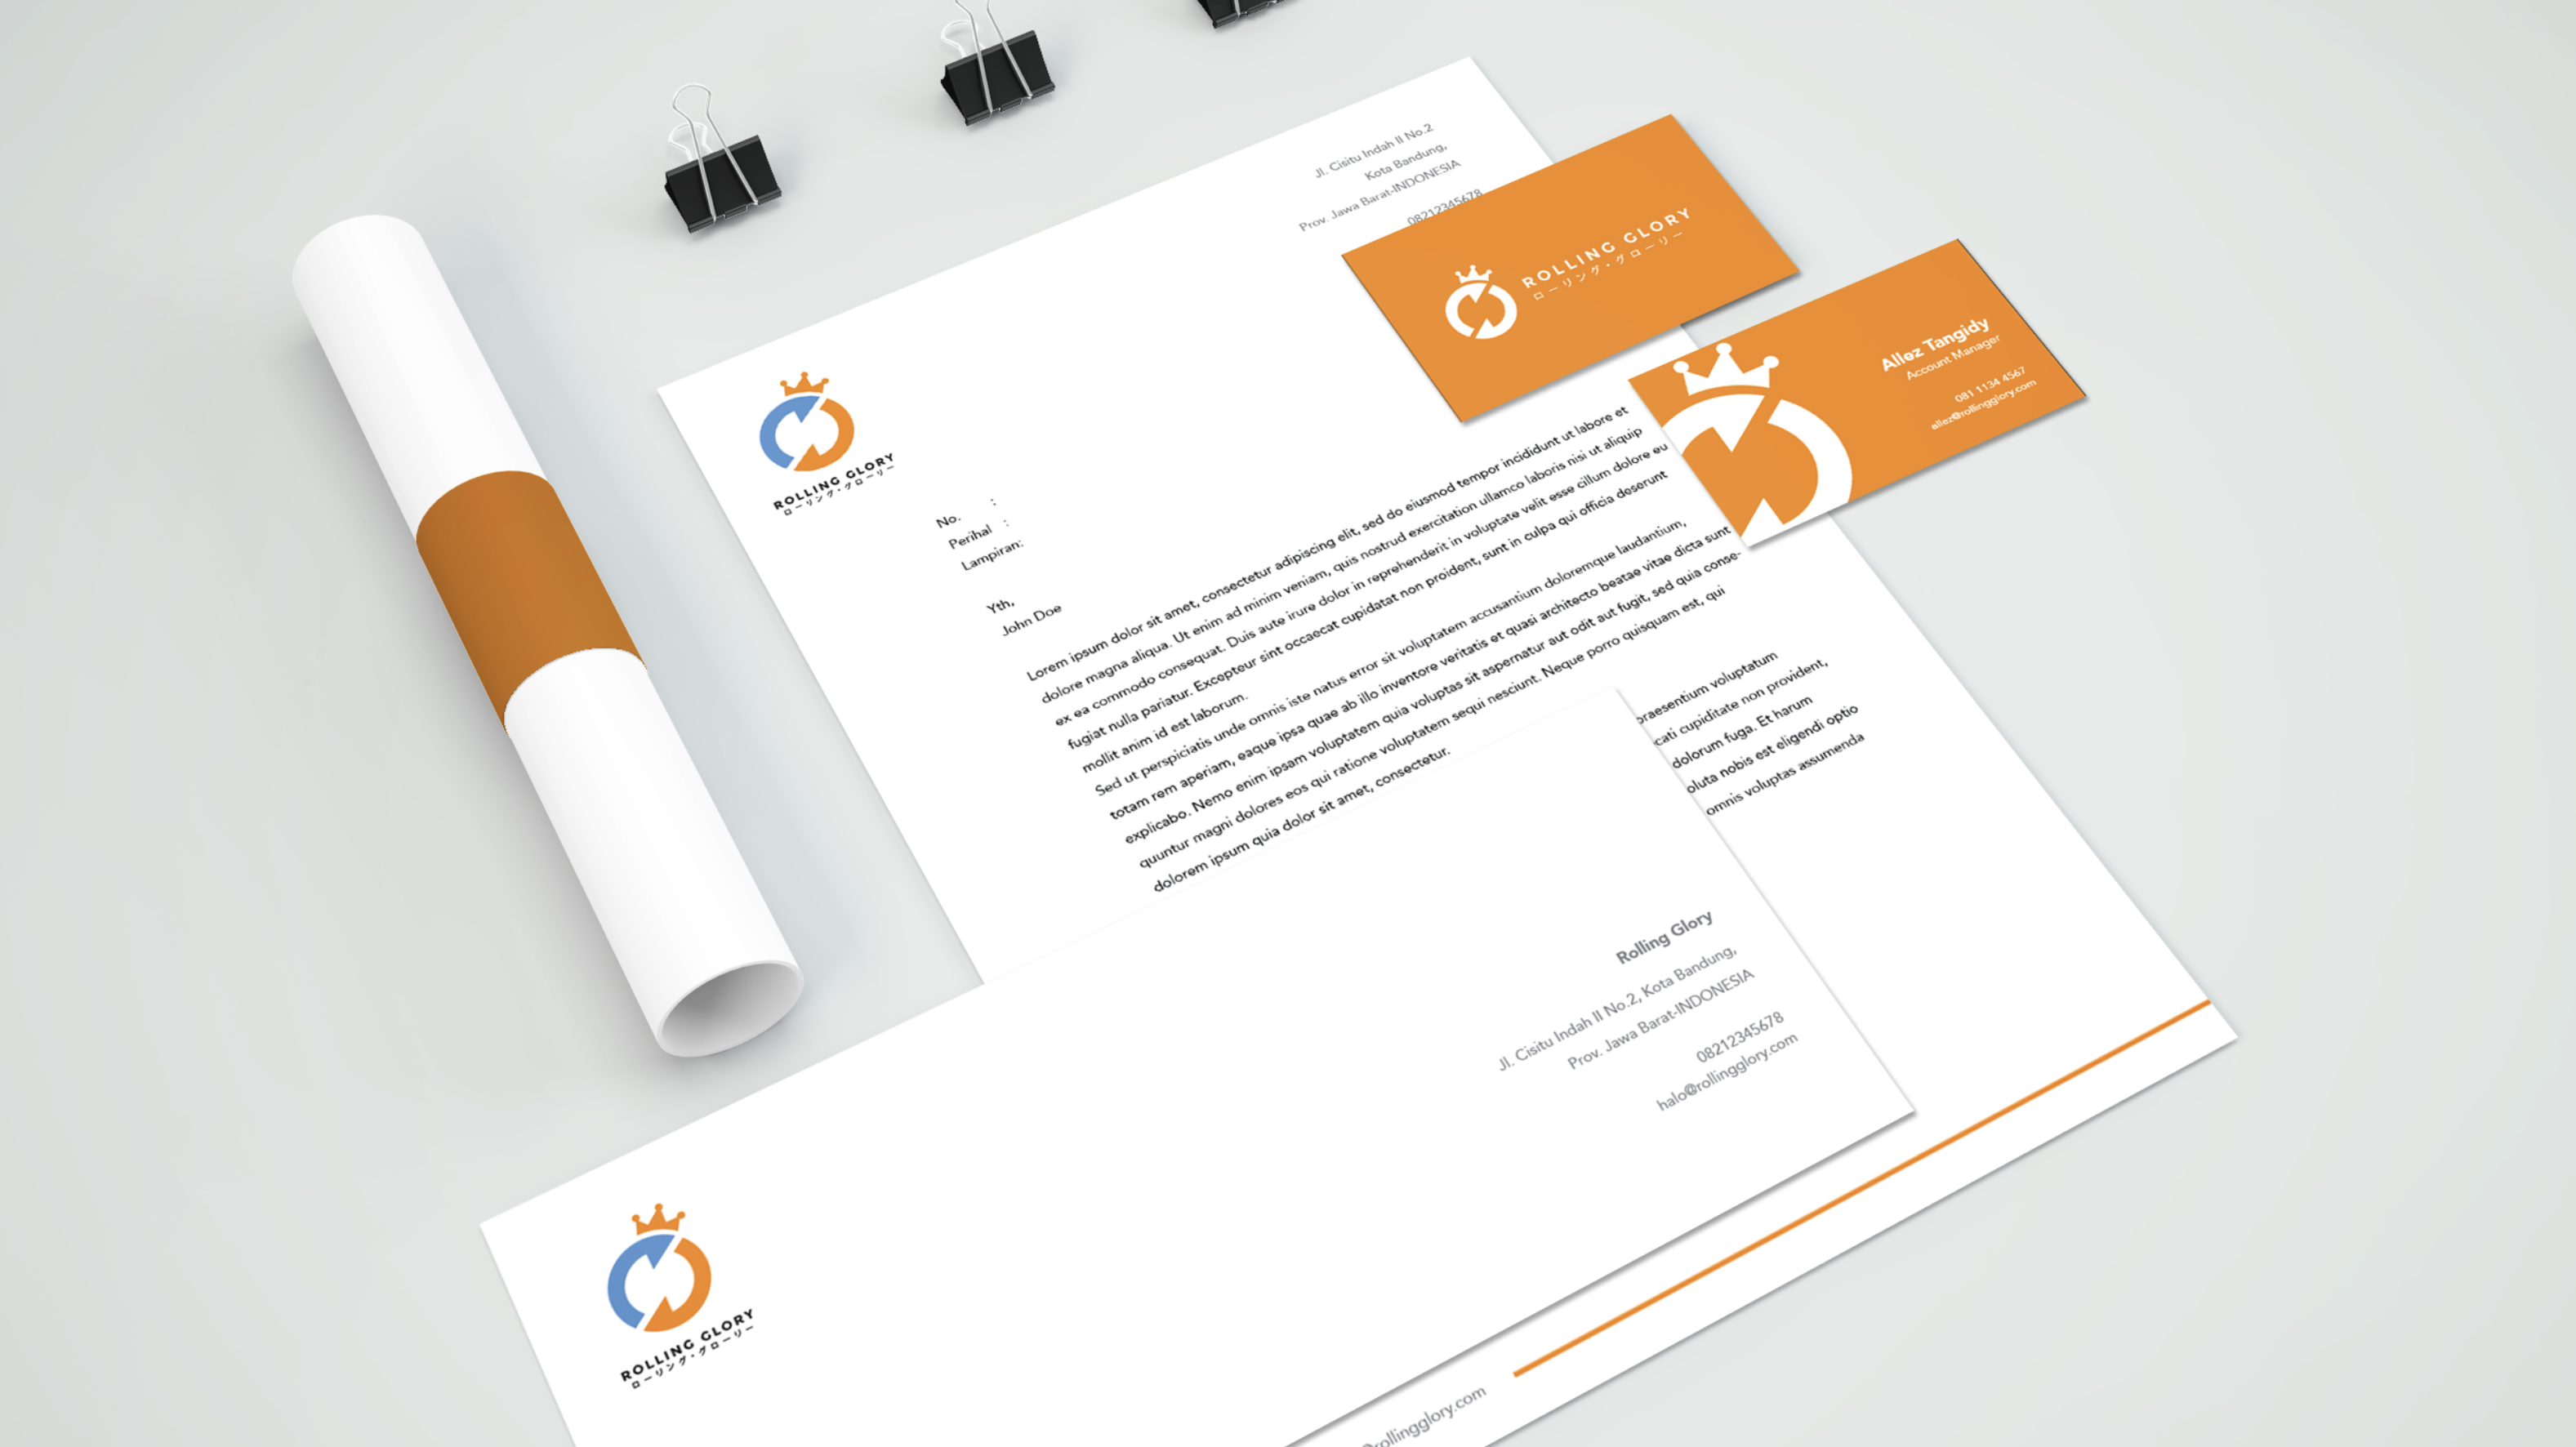 Jl. Cisitu Indah II No.2
Kota Bandung,
Prov. Jawa Barat-INDONESIA
08212345678
ROLLING GLORY
ローリング・グローリー
ROLLING GLORY
ローリング・グローリー
Allez Tangidy
Account Manager
081 1134 4567
allez@rollingglory.com
No. :
Perihal :
Lampiran:
Yth,
John Doe
Lorem ipsum dolor sit amet, consectetur adipiscing elit, sed do eiusmod tempor incididunt ut labore et
dolore magna aliqua. Ut enim ad minim veniam, quis nostrud exercitation ullamco laboris nisi ut aliquip
ex ea commodo consequat. Duis aute irure dolor in reprehenderit in voluptate velit esse cillum dolore eu
fugiat nulla pariatur. Excepteur sint occaecat cupidatat non proident, sunt in culpa qui officia deserunt
mollit anim id est laborum.
Sed ut perspiciatis unde omnis iste natus error sit voluptatem accusantium doloremque laudantium,
totam rem aperiam, eaque ipsa quae ab illo inventore veritatis et quasi architecto beatae vitae dicta sunt
explicabo. Nemo enim ipsam voluptatem quia voluptas sit aspernatur aut odit aut fugit, sed quia conse-
quuntur magni dolores eos qui ratione voluptatem sequi nesciunt. Neque porro quisquam est, qui
dolorem ipsum quia dolor sit amet, consectetur.
praesentium voluptatum
cati cupiditate non provident,
dolorum fuga. Et harum
oluta nobis est eligendi optio
omnis voluptas assumenda
Rolling Glory
Jl. Cisitu Indah II No.2, Kota Bandung,
Prov. Jawa Barat-INDONESIA
08212345678
halo@rollingglory.com
ROLLING GLORY
ローリング・グローリー
@rollingglory.com